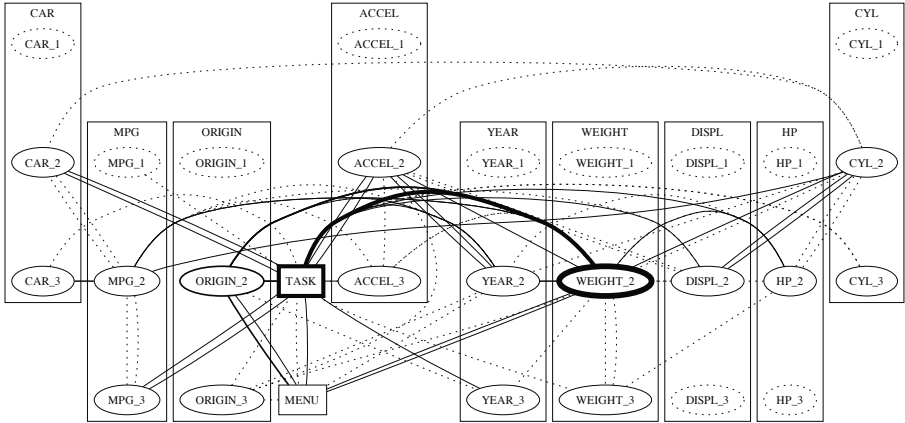 CAR
ACCEL
CYL
CAR_1
ACCEL_1
CYL_1
MPG
ORIGIN
YEAR
WEIGHT
DISPL
HP
CAR_2
MPG_1
ORIGIN_1
ACCEL_2
YEAR_1
WEIGHT_1
DISPL_1
HP_1
CYL_2
CAR_3
MPG_2
ORIGIN_2
TASK
ACCEL_3
YEAR_2
WEIGHT_2
DISPL_2
HP_2
CYL_3
MPG_3
ORIGIN_3
MENU
YEAR_3
WEIGHT_3
DISPL_3
HP_3